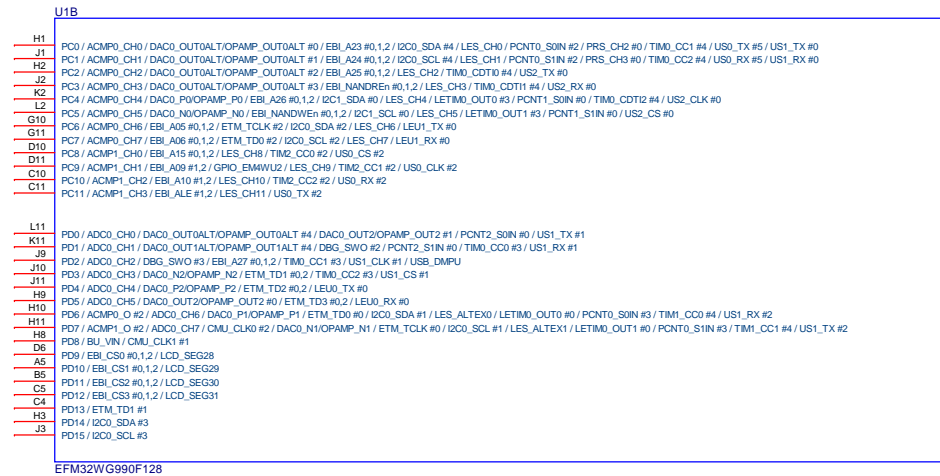 U1B
H1 PC0 / ACMP0_CH0 / DAC0_OUT0ALT/OPAMP_OUT0ALT #0 / EBI_A23 #0,1,2 / I2C0_SDA #4 / LES_CH0 / PCNT0_S0IN #2 / PRS_CH2 #0 / TIM0_CC1 #4 / US0_TX #5 / US1_TX #0
J1 PC1 / ACMP0_CH1 / DAC0_OUT0ALT/OPAMP_OUT0ALT #1 / EBI_A24 #0,1,2 / I2C0_SCL #4 / LES_CH1 / PCNT0_S1IN #2 / PRS_CH3 #0 / TIM0_CC2 #4 / US0_RX #5 / US1_RX #0
H2 PC2 / ACMP0_CH2 / DAC0_OUT0ALT/OPAMP_OUT0ALT #2 / EBI_A25 #0,1,2 / LES_CH2 / TIM0_CDTI0 #4 / US2_TX #0
J2 PC3 / ACMP0_CH3 / DAC0_OUT0ALT/OPAMP_OUT0ALT #3 / EBI_NANDREn #0,1,2 / LES_CH3 / TIM0_CDTI1 #4 / US2_RX #0
K2 PC4 / ACMP0_CH4 / DAC0_P0/OPAMP_P0 / EBI_A26 #0,1,2 / I2C1_SDA #0 / LES_CH4 / LETIM0_OUT0 #3 / PCNT1_S0IN #0 / TIM0_CDTI2 #4 / US2_CLK #0
L2 PC5 / ACMP0_CH5 / DAC0_N0/OPAMP_N0 / EBI_NANDWEn #0,1,2 / I2C1_SCL #0 / LES_CH5 / LETIM0_OUT1 #3 / PCNT1_S1IN #0 / US2_CS #0
G10 PC6 / ACMP0_CH6 / EBI_A05 #0,1,2 / ETM_TCLK #2 / I2C0_SDA #2 / LES_CH6 / LEU1_TX #0
G11 PC7 / ACMP0_CH7 / EBI_A06 #0,1,2 / ETM_TD0 #2 / I2C0_SCL #2 / LES_CH7 / LEU1_RX #0
D10 PC8 / ACMP1_CH0 / EBI_A15 #0,1,2 / LES_CH8 / TIM2_CC0 #2 / US0_CS #2
D11 PC9 / ACMP1_CH1 / EBI_A09 #1,2 / GPIO_EM4WU2 / LES_CH9 / TIM2_CC1 #2 / US0_CLK #2
C10 PC10 / ACMP1_CH2 / EBI_A10 #1,2 / LES_CH10 / TIM2_CC2 #2 / US0_RX #2
C11 PC11 / ACMP1_CH3 / EBI_ALE #1,2 / LES_CH11 / US0_TX #2
L11 PD0 / ADC0_CH0 / DAC0_OUT0ALT/OPAMP_OUT0ALT #4 / DAC0_OUT2/OPAMP_OUT2 #1 / PCNT2_S0IN #0 / US1_TX #1
K11 PD1 / ADC0_CH1 / DAC0_OUT1ALT/OPAMP_OUT1ALT #4 / DBG_SWO #2 / PCNT2_S1IN #0 / TIM0_CC0 #3 / US1_RX #1
J9 PD2 / ADC0_CH2 / DBG_SWO #3 / EBI_A27 #0,1,2 / TIM0_CC1 #3 / US1_CLK #1 / USB_DMPU
J10 PD3 / ADC0_CH3 / DAC0_N2/OPAMP_N2 / ETM_TD1 #0,2 / TIM0_CC2 #3 / US1_CS #1
J11 PD4 / ADC0_CH4 / DAC0_P2/OPAMP_P2 / ETM_TD2 #0,2 / LEU0_TX #0
H9 PD5 / ADC0_CH5 / DAC0_OUT2/OPAMP_OUT2 #0 / ETM_TD3 #0,2 / LEU0_RX #0
H10 PD6 / ACMP0_O #2 / ADC0_CH6 / DAC0_P1/OPAMP_P1 / ETM_TD0 #0 / I2C0_SDA #1 / LES_ALTEX0 / LETIM0_OUT0 #0 / PCNT0_S0IN #3 / TIM1_CC0 #4 / US1_RX #2
H11 PD7 / ACMP1_O #2 / ADC0_CH7 / CMU_CLK0 #2 / DAC0_N1/OPAMP_N1 / ETM_TCLK #0 / I2C0_SCL #1 / LES_ALTEX1 / LETIM0_OUT1 #0 / PCNT0_S1IN #3 / TIM1_CC1 #4 / US1_TX #2
H8 PD8 / BU_VIN / CMU_CLK1 #1
D6 PD9 / EBI_CS0 #0,1,2 / LCD_SEG28
A5 PD10 / EBI_CS1 #0,1,2 / LCD_SEG29
B5 PD11 / EBI_CS2 #0,1,2 / LCD_SEG30
C5 PD12 / EBI_CS3 #0,1,2 / LCD_SEG31
C4 PD13 / ETM_TD1 #1
H3 PD14 / I2C0_SDA #3
J3 PD15 / I2C0_SCL #3
EFM32WG990F128